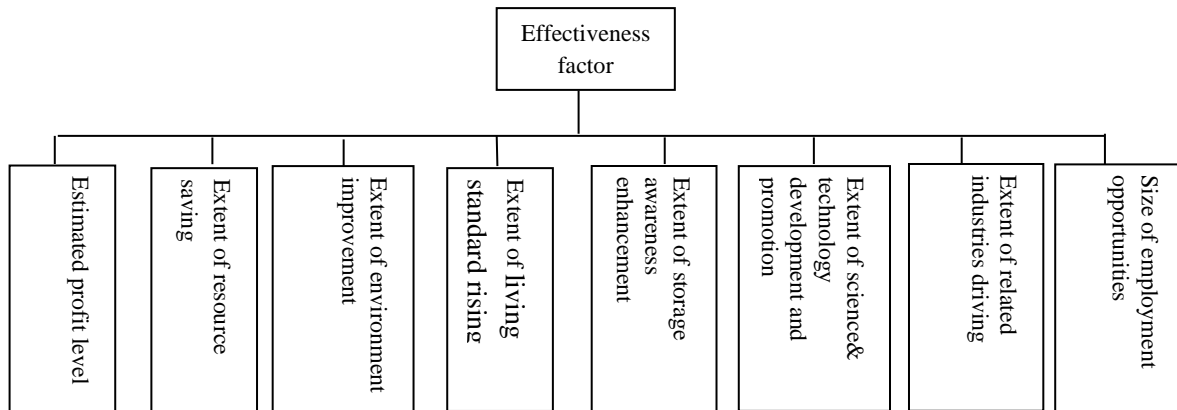 Effectiveness
factor
Estimated profit level
Extent of resource
saving
Extent of environment
improvement
Extent of living
standard rising
Extent of storage
awareness
enhancement
Extent of science&
technology
development and
promotion
Extent of related
industries driving
Size of employment
opportunities